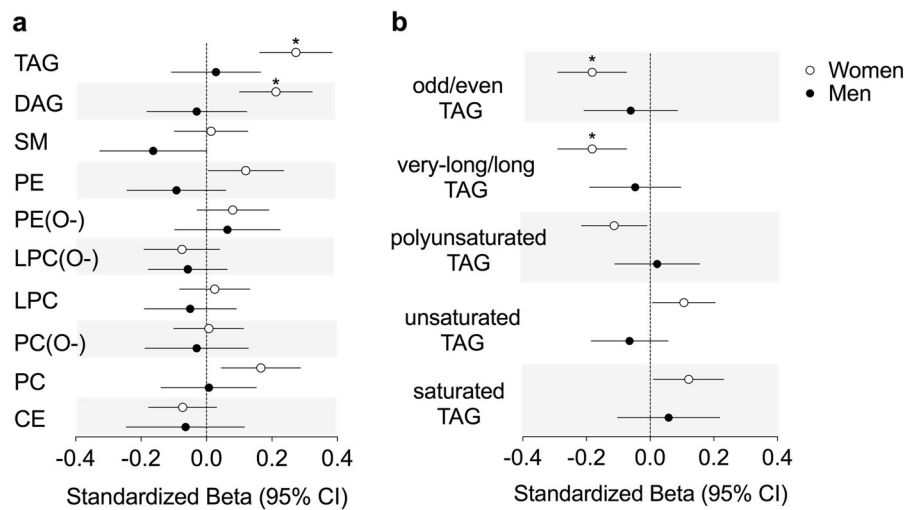 a
TAG
*
DAG
*
SM
PE
PE(O-)
LPC(O-)
LPC
PC(O-)
PC
CE
-0.4 -0.2 0.0 0.2 0.4
Standardized Beta (95% CI)
b
*
odd/even
TAG
*
very-long/long
TAG
polyunsaturated
TAG
unsaturated
TAG
saturated
TAG
-0.4 -0.2 0.0 0.2 0.4
Standardized Beta (95% CI)
Women
Men